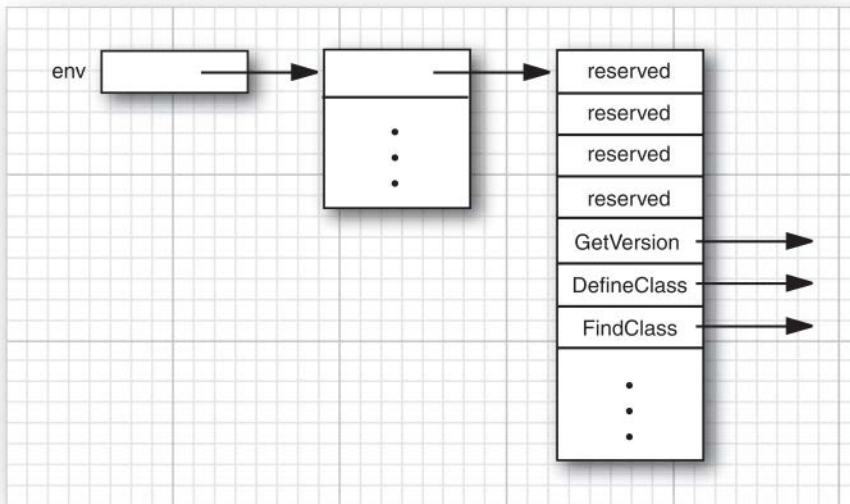 env
reserved
reserved
reserved
reserved
GetVersion
DefineClass
FindClass